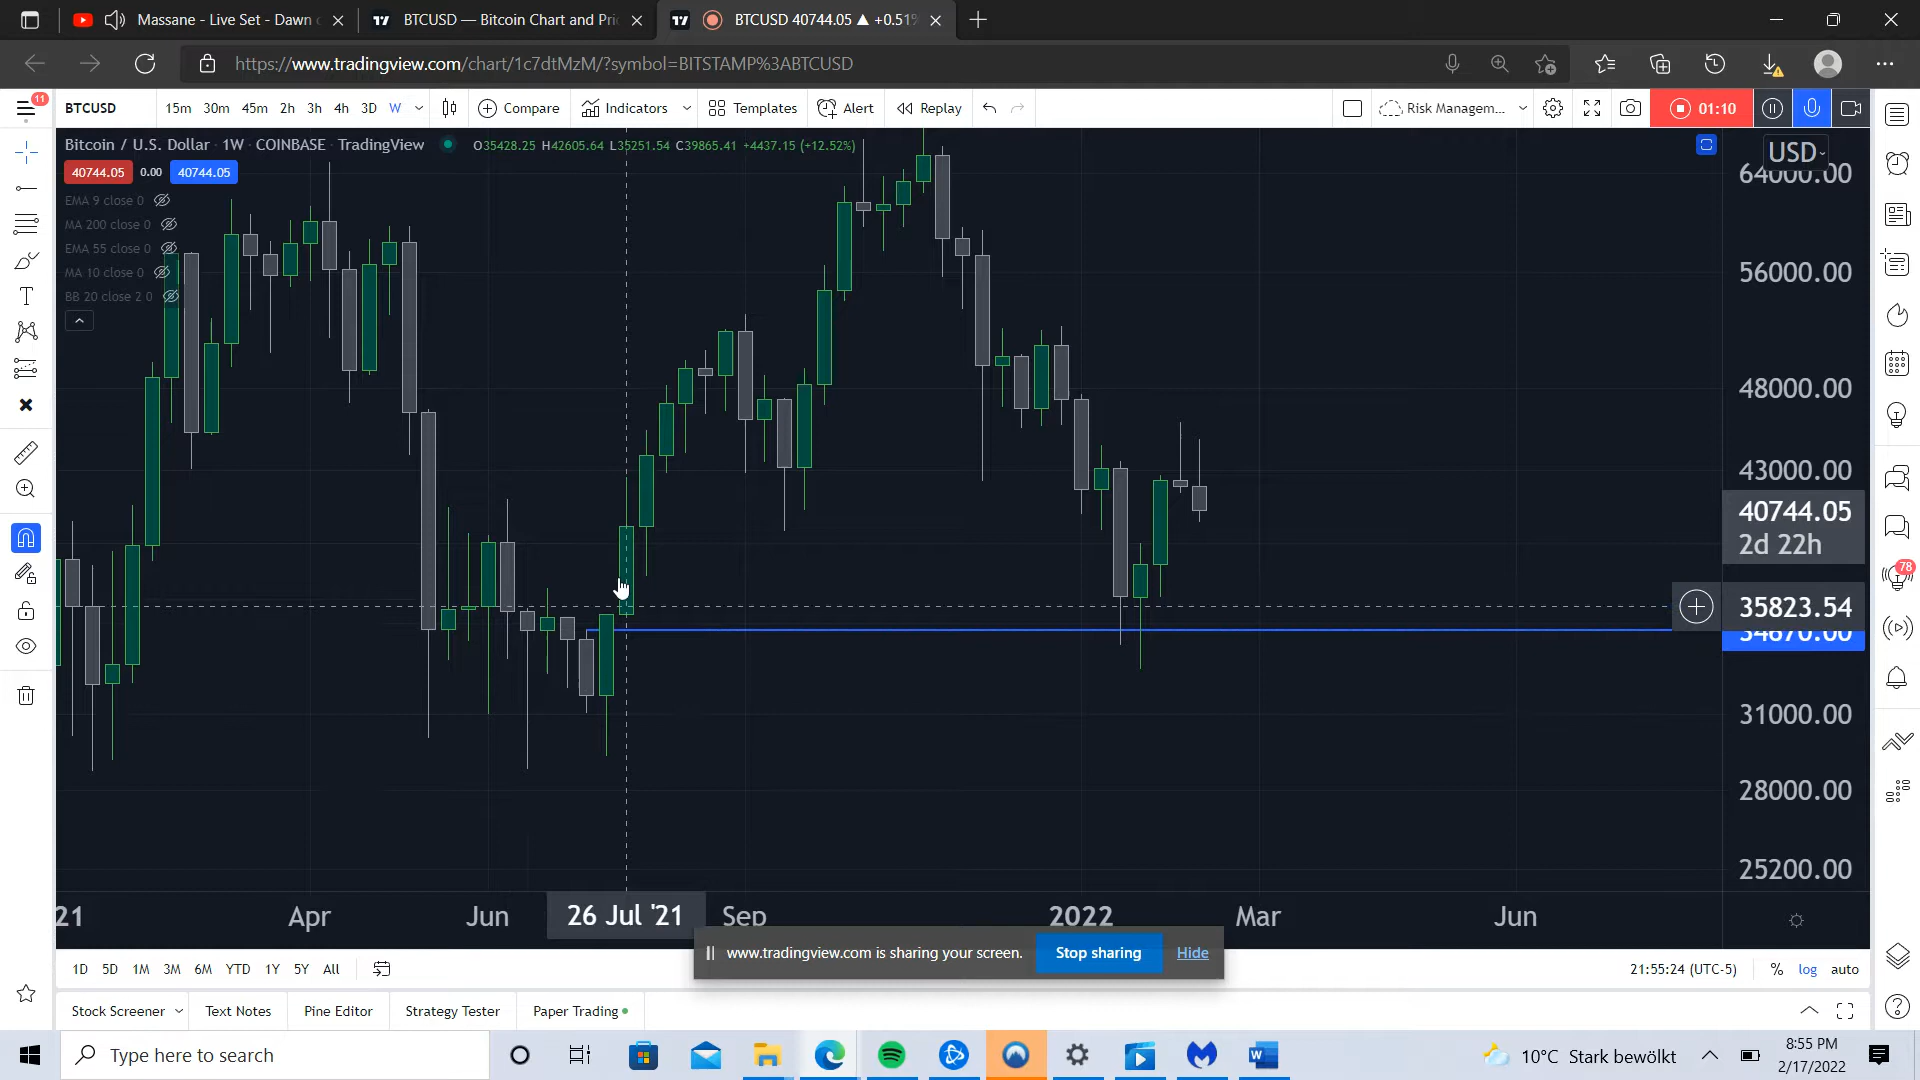 Massane - Live Set - Dawn
BTCUSD — Bitcoin Chart and Pri
BTCUSD 40744.05 ▲ +0.51%
https://www.tradingview.com/chart/1c7dtMzM/?symbol=BITSTAMP%3ABTCUSD
11
BTCUSD
15m 30m 45m 2h 3h 4h 3D W
Compare
Indicators
Templates
Alert
Replay
Risk Managem...
01:10
Bitcoin / U.S. Dollar · 1W · COINBASE · TradingView
O35428.25 H42605.64 L35251.54 C39865.41 +4437.15 (+12.52%)
40744.05 0.00 40744.05
EMA 9 close 0
MA 200 close 0
EMA 55 close 0
MA 10 close 0
BB 20 close 2 0
USD
64000.00
56000.00
48000.00
43000.00
40744.05
2d 22h
35823.54
34670.00
31000.00
28000.00
25200.00
78
21 Apr Jun 26 Jul '21 Sep 2022 Mar Jun
www.tradingview.com is sharing your screen. Stop sharing Hide
1D 5D 1M 3M 6M YTD 1Y 5Y All
21:55:24 (UTC-5) % log auto
Stock Screener Text Notes Pine Editor Strategy Tester Paper Trading
Type here to search
10°C Stark bewölkt
8:55 PM
2/17/2022